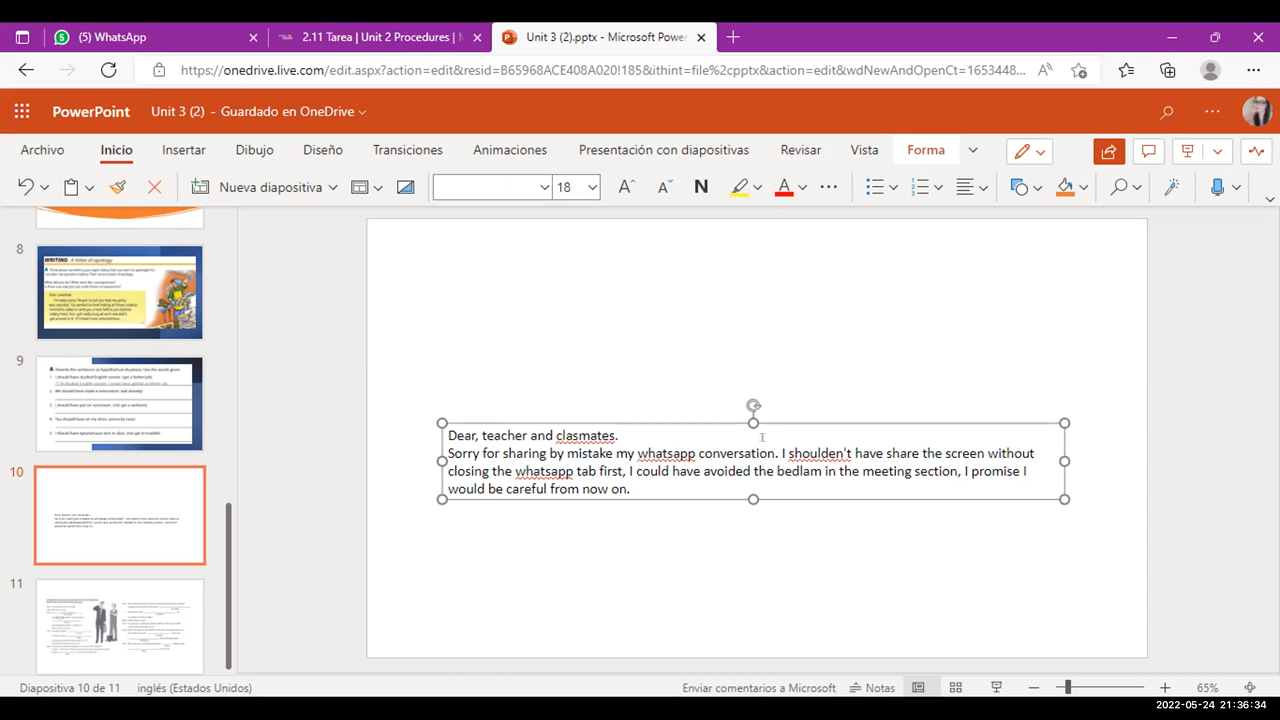 (5) WhatsApp
2.11 Tarea | Unit 2 Procedures |
Unit 3 (2).pptx - Microsoft Power
https://onedrive.live.com/edit.aspx?action=edit&resid=B65968ACE408A020!185&ithint=file%2cpptx&action=edit&wdNewAndOpenCt=1653448...
PowerPoint
Unit 3 (2) - Guardado en OneDrive
Archivo Inicio Insertar Dibujo Diseño Transiciones Animaciones Presentación con diapositivas Revisar Vista Forma
Nueva diapositiva 18 N A
8
WRITING A letter of apology
9
10
11
Dear, teacher and clasmates.
Sorry for sharing by mistake my whatsapp conversation. I shoulden't have share the screen without
closing the whatsapp tab first, I could have avoided the bedlam in the meeting section, I promise I
would be careful from now on.
Diapositiva 10 de 11 inglés (Estados Unidos) Enviar comentarios a Microsoft Notas 65%
2022-05-24 21:36:34